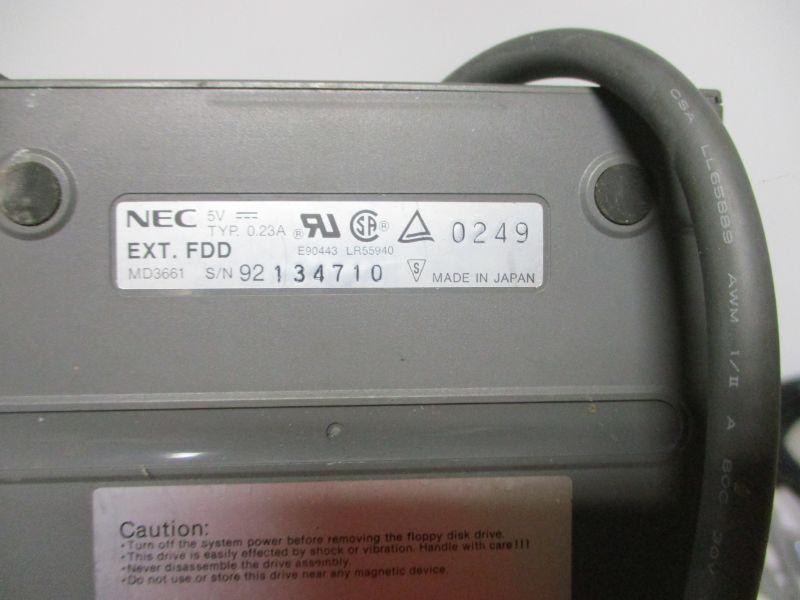 NEC 5V TYP. 0.23A ® RU SA ® 0249
EXT. FDD E90443 LR55940
MD3661 S/N 92134710 S MADE IN JAPAN
CSA LL65889 AWM I/II A 80C 30V
Caution:
•Turn off the system power before removing the floppy disk drive.
•This drive is easily effected by shock or vibration. Handle with care!!!
•Never disassemble the drive assembly.
•Do not use or store this drive near any magnetic device.